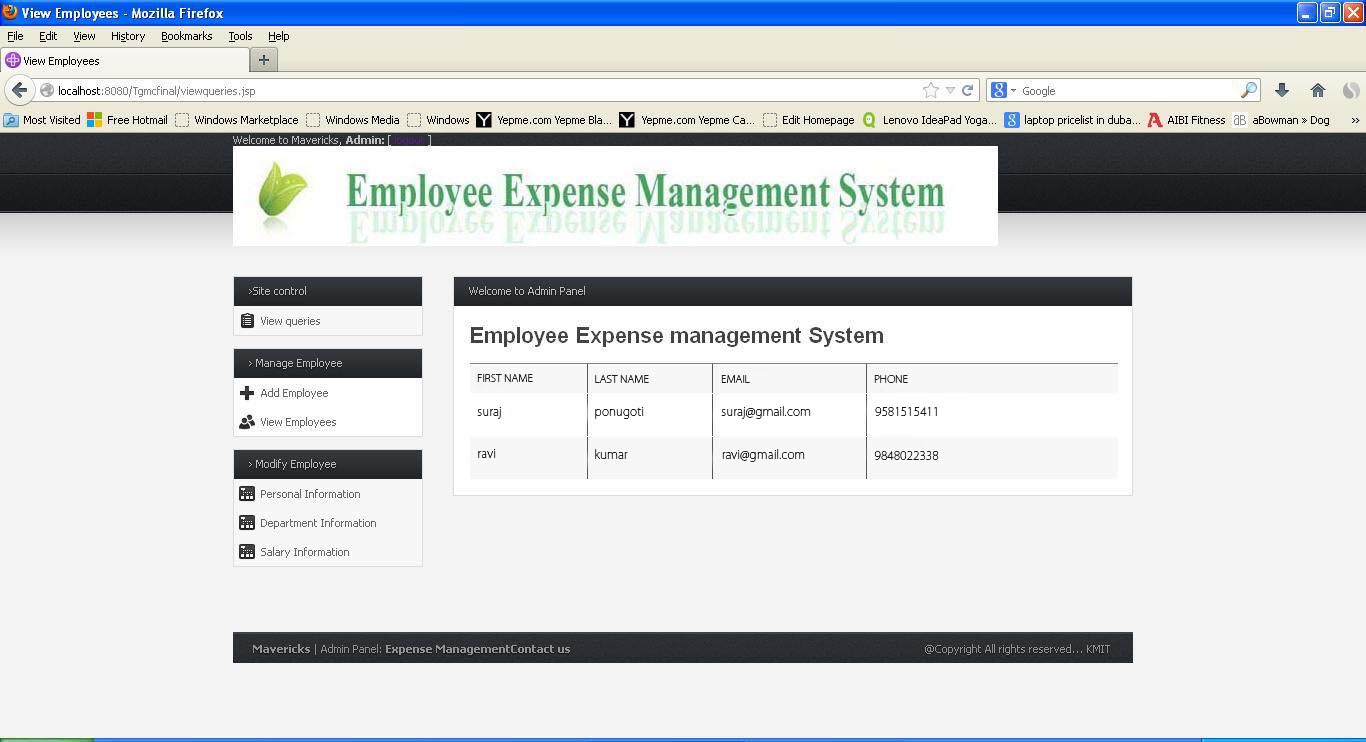 View Employees - Mozilla Firefox
File Edit View History Bookmarks Tools Help
View Employees
localhost:8080/Tgmcfinal/viewqueries.jsp
Google
Most Visited Free Hotmail Windows Marketplace Windows Media Windows Yepme.com Yepme Bla... Yepme.com Yepme Ca... Edit Homepage Lenovo IdeaPad Yoga... laptop pricelist in duba... AIBI Fitness aBowman » Dog »
Welcome to Mavericks, Admin: [ logout ]
Employee Expense Management System
>Site control
View queries
> Manage Employee
Add Employee
View Employees
> Modify Employee
Personal Information
Department Information
Salary Information
Welcome to Admin Panel
Employee Expense management System
FIRST NAME LAST NAME EMAIL PHONE
suraj ponugoti suraj@gmail.com 9581515411
ravi kumar ravi@gmail.com 9848022338
Mavericks | Admin Panel: Expense ManagementContact us
@Copyright All rights reserved... KMIT